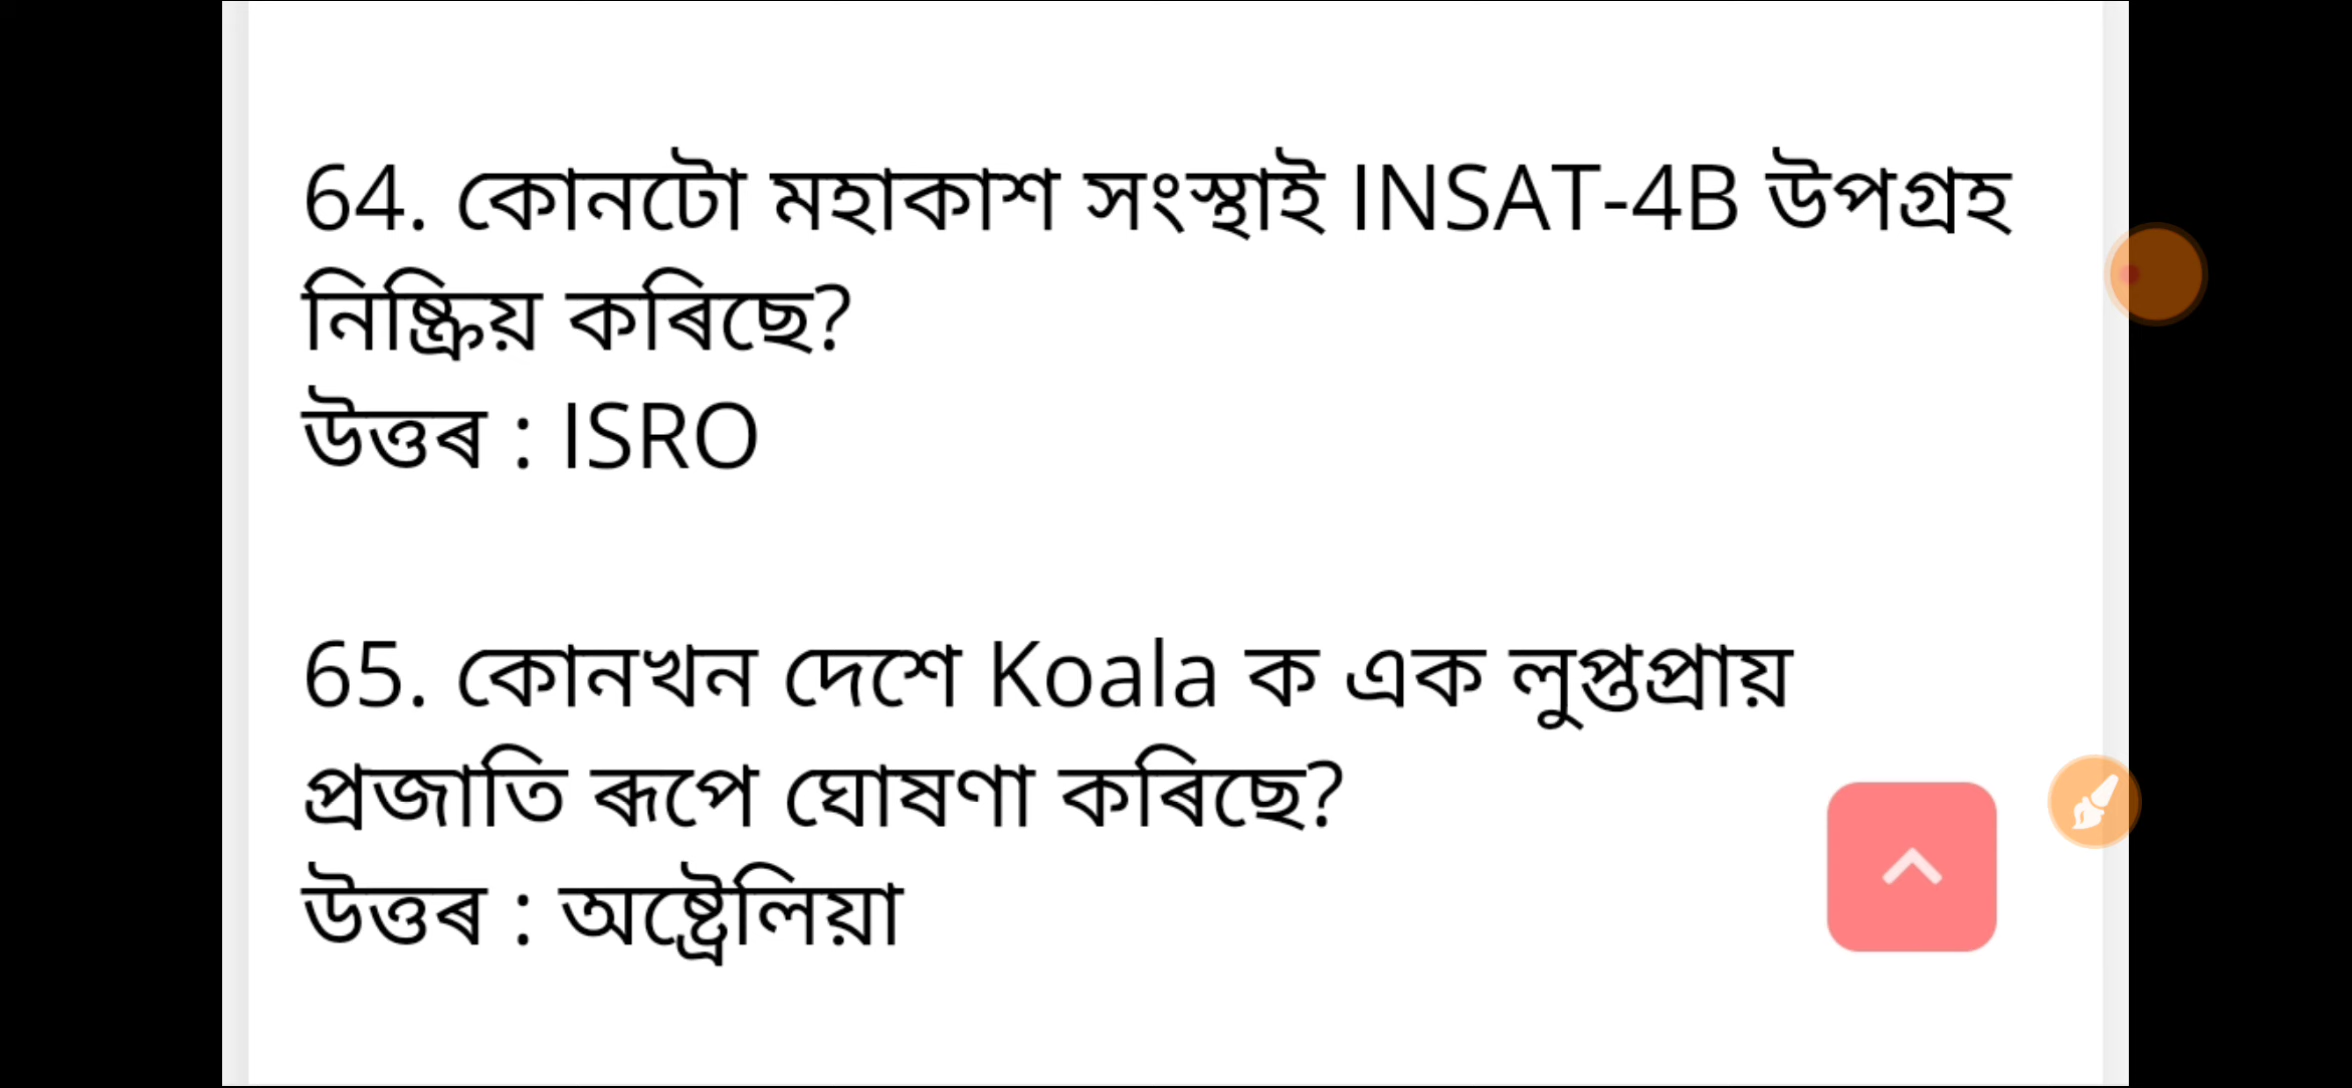 64. কোনটো মহাকাশ সংস্থাই INSAT-4B উপগ্ৰহ
নিষ্ক্ৰিয় কৰিছে?
উত্তৰ : ISRO
65. কোনখন দেশে Koala ক এক লুপ্তপ্ৰায়
প্ৰজাতি ৰূপে ঘোষণা কৰিছে?
উত্তৰ : অষ্ট্ৰেলিয়া